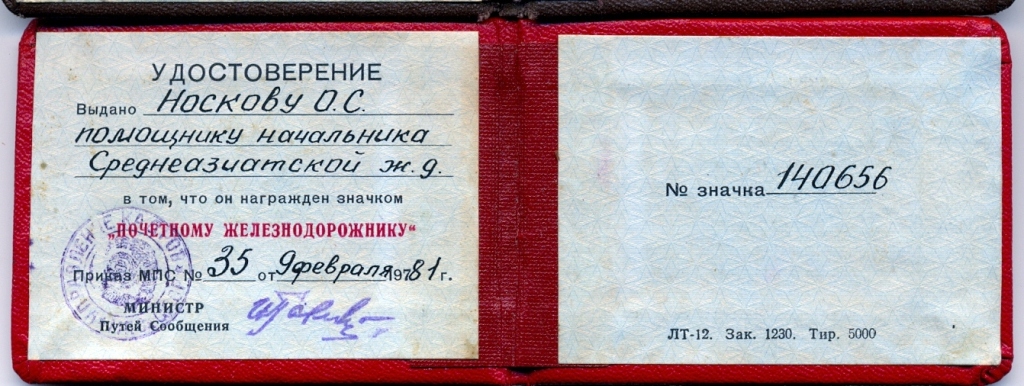 УДОСТОВЕРЕНИЕ
Выдано Носкову О.С.
помощнику начальника
Среднеазиатской ж.д.
в том, что он награжден значком
„ПОЧЕТНОМУ ЖЕЛЕЗНОДОРОЖНИКУ“
Приказ МПС № 35 от 9 февраля 1981 г.
МИНИСТР
Путей Сообщения
№ значка 140656
ЛТ-12. Зак. 1230. Тир. 5000